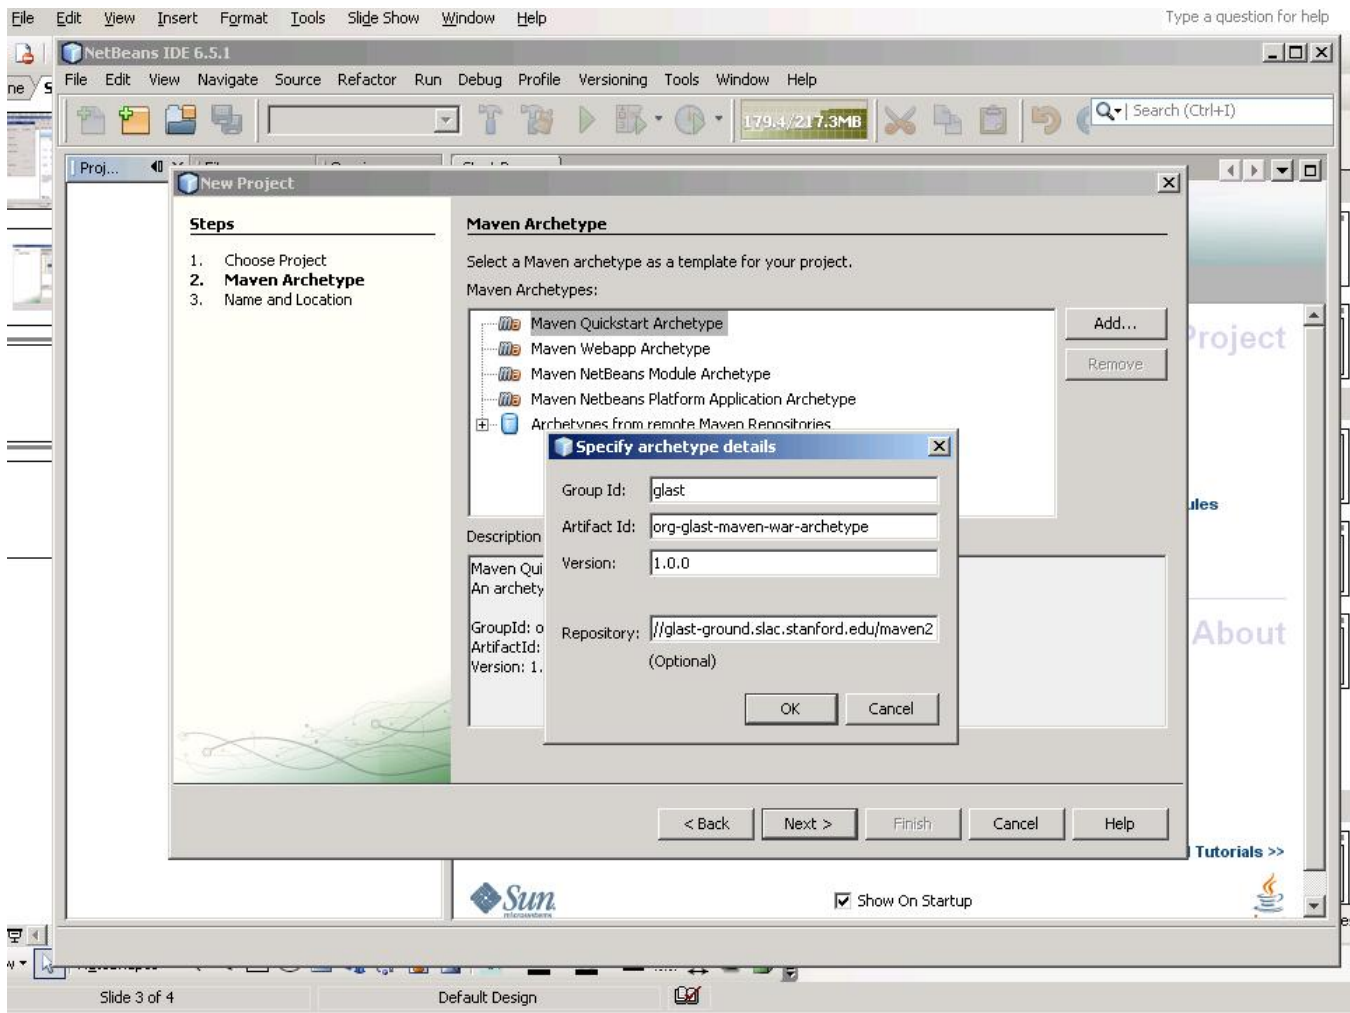 File Edit View Insert Format Tools Slide Show Window Help Type a question for help
NetBeans IDE 6.5.1
File Edit View Navigate Source Refactor Run Debug Profile Versioning Tools Window Help
179.4/217.3MB Search (Ctrl+I)
Proj...
New Project
Steps
1. Choose Project
2. Maven Archetype
3. Name and Location
Maven Archetype
Select a Maven archetype as a template for your project.
Maven Archetypes:
Maven Quickstart Archetype
Maven Webapp Archetype
Maven NetBeans Module Archetype
Maven Netbeans Platform Application Archetype
Archetypes from remote Maven Repositories
Add...
Remove
Specify archetype details
Group Id: glast
Artifact Id: org-glast-maven-war-archetype
Version: 1.0.0
Repository: //glast-ground.slac.stanford.edu/maven2
(Optional)
OK Cancel
Description
Maven Qui
An archety
GroupId: o
ArtifactId:
Version: 1.
< Back Next > Finish Cancel Help
Project
ules
About
Tutorials >>
Sun
microsystems
Show On Startup
Slide 3 of 4 Default Design